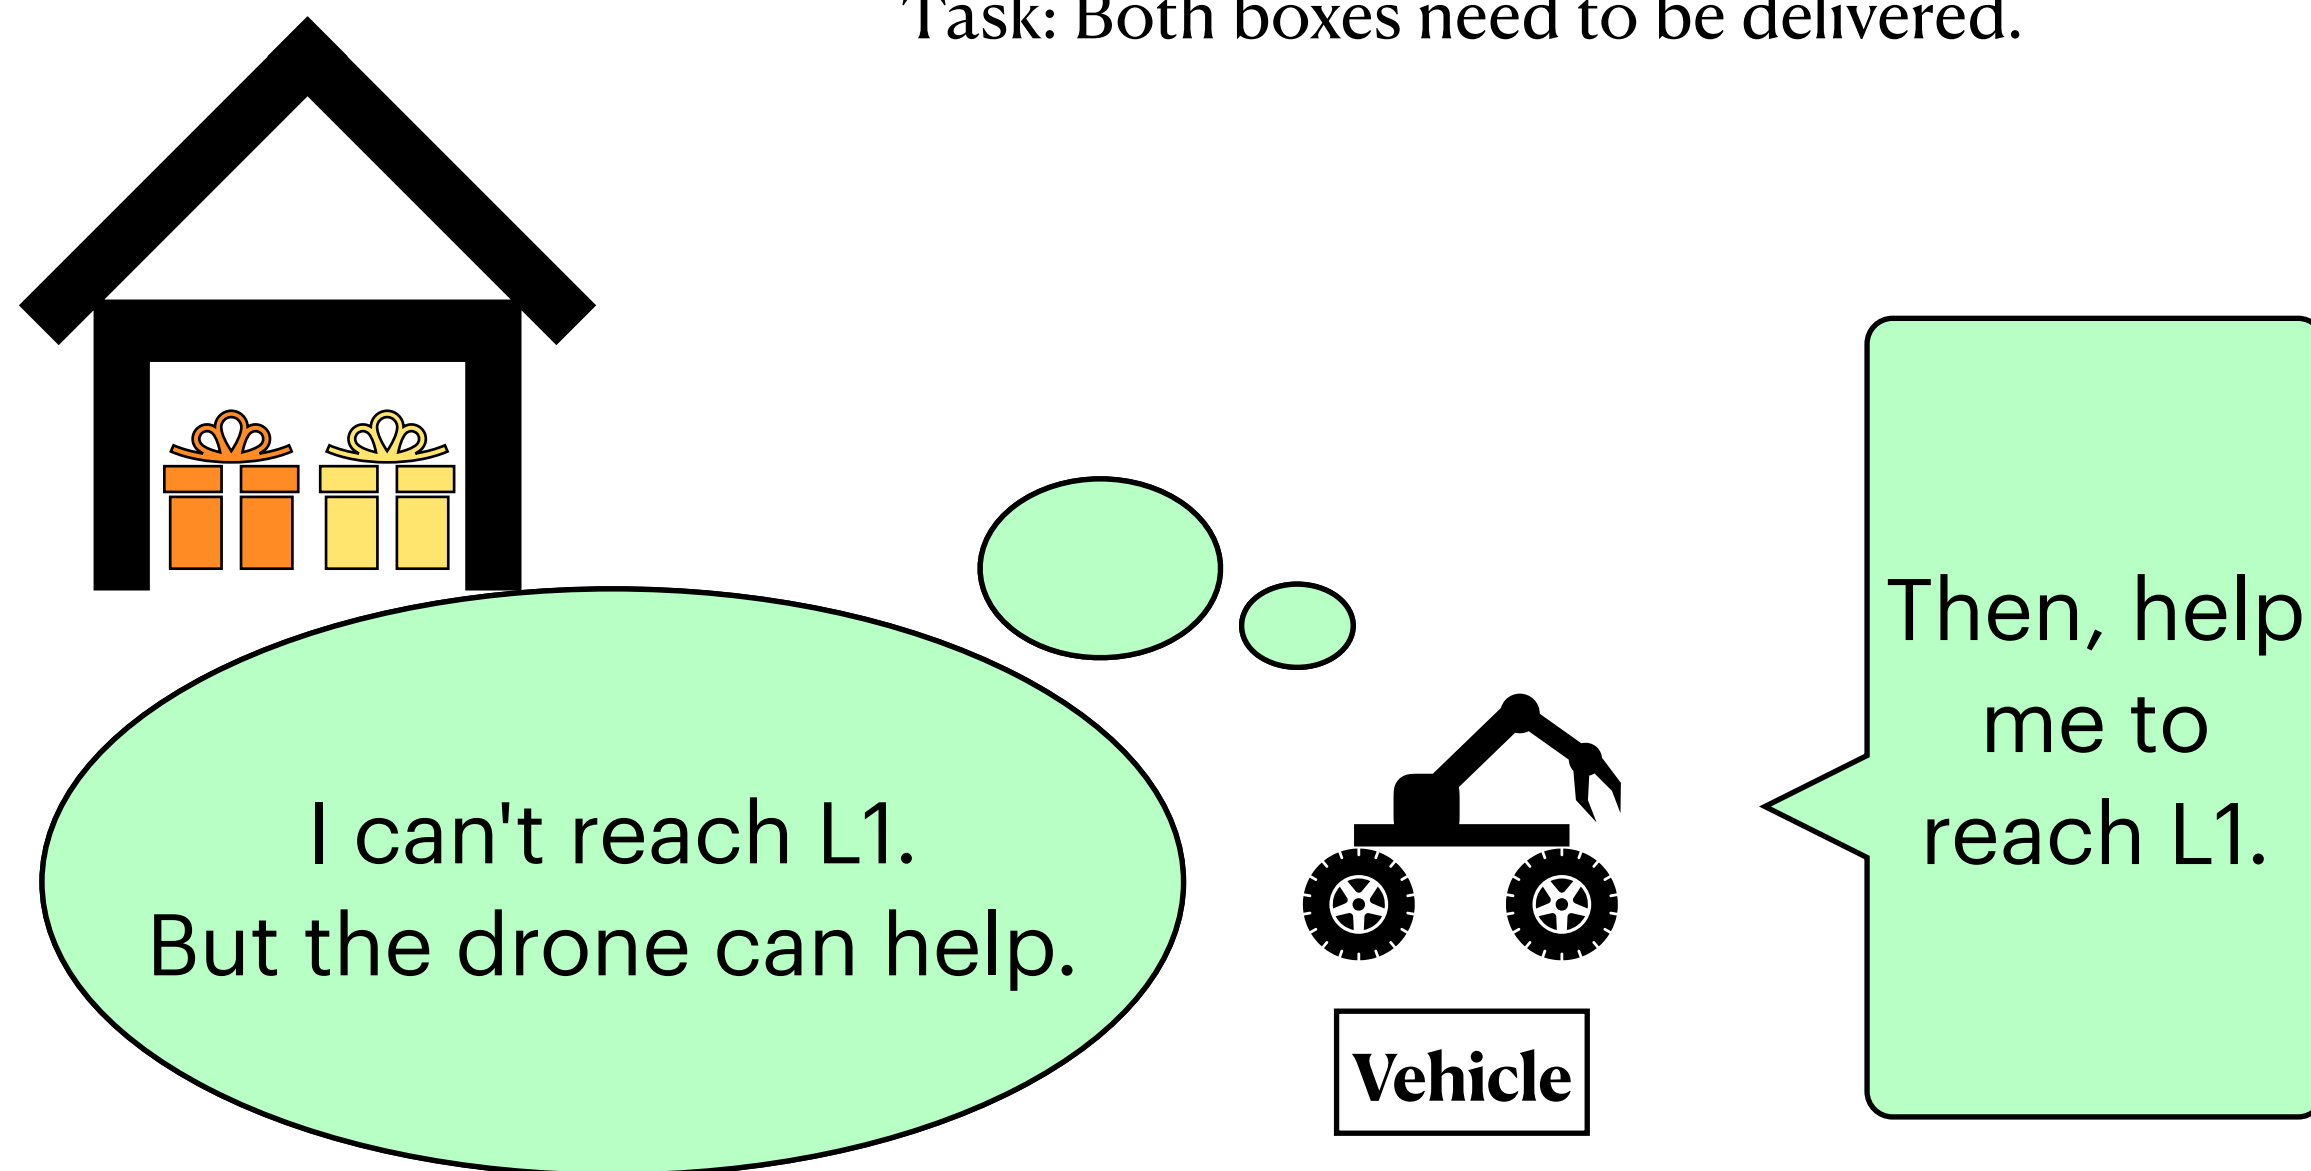 Task: Both boxes need to be delivered.
I can't reach L1.
But the drone can help.
Then, help
me to
reach L1.
Vehicle